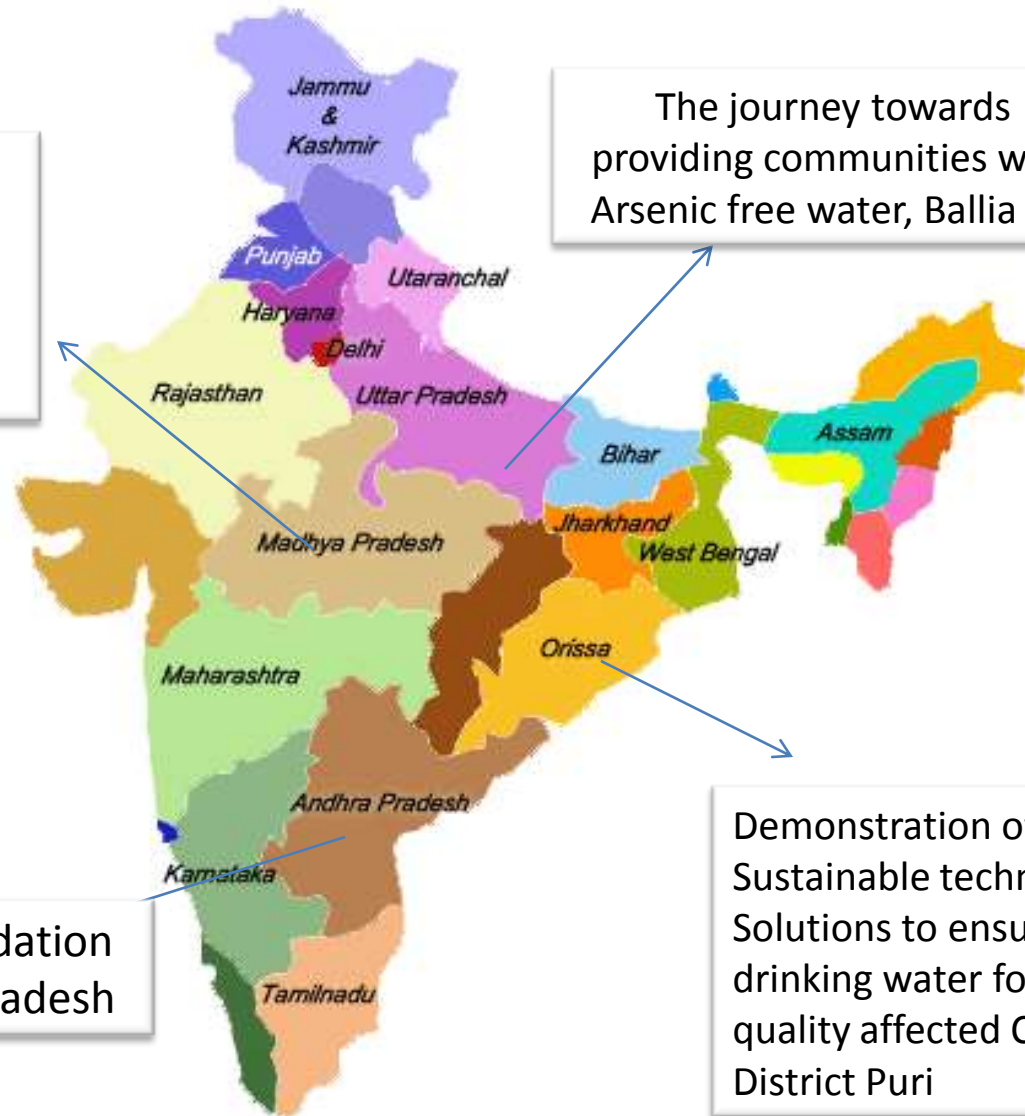 Jammu
&
Kashmir
The journey towards
providing communities w
Arsenic free water, Ballia
Punjab
Utaranchal
Haryana
Delhi
Rajasthan
Uttar Pradesh
Bihar
Assam
Jharkhand
Madhya Pradesh
West Bengal
Orissa
Maharashtra
Andhra Pradesh
Karnataka
Tamilnadu
dation
adesh
Demonstration of
Sustainable techn
Solutions to ensu
drinking water fo
quality affected C
District Puri